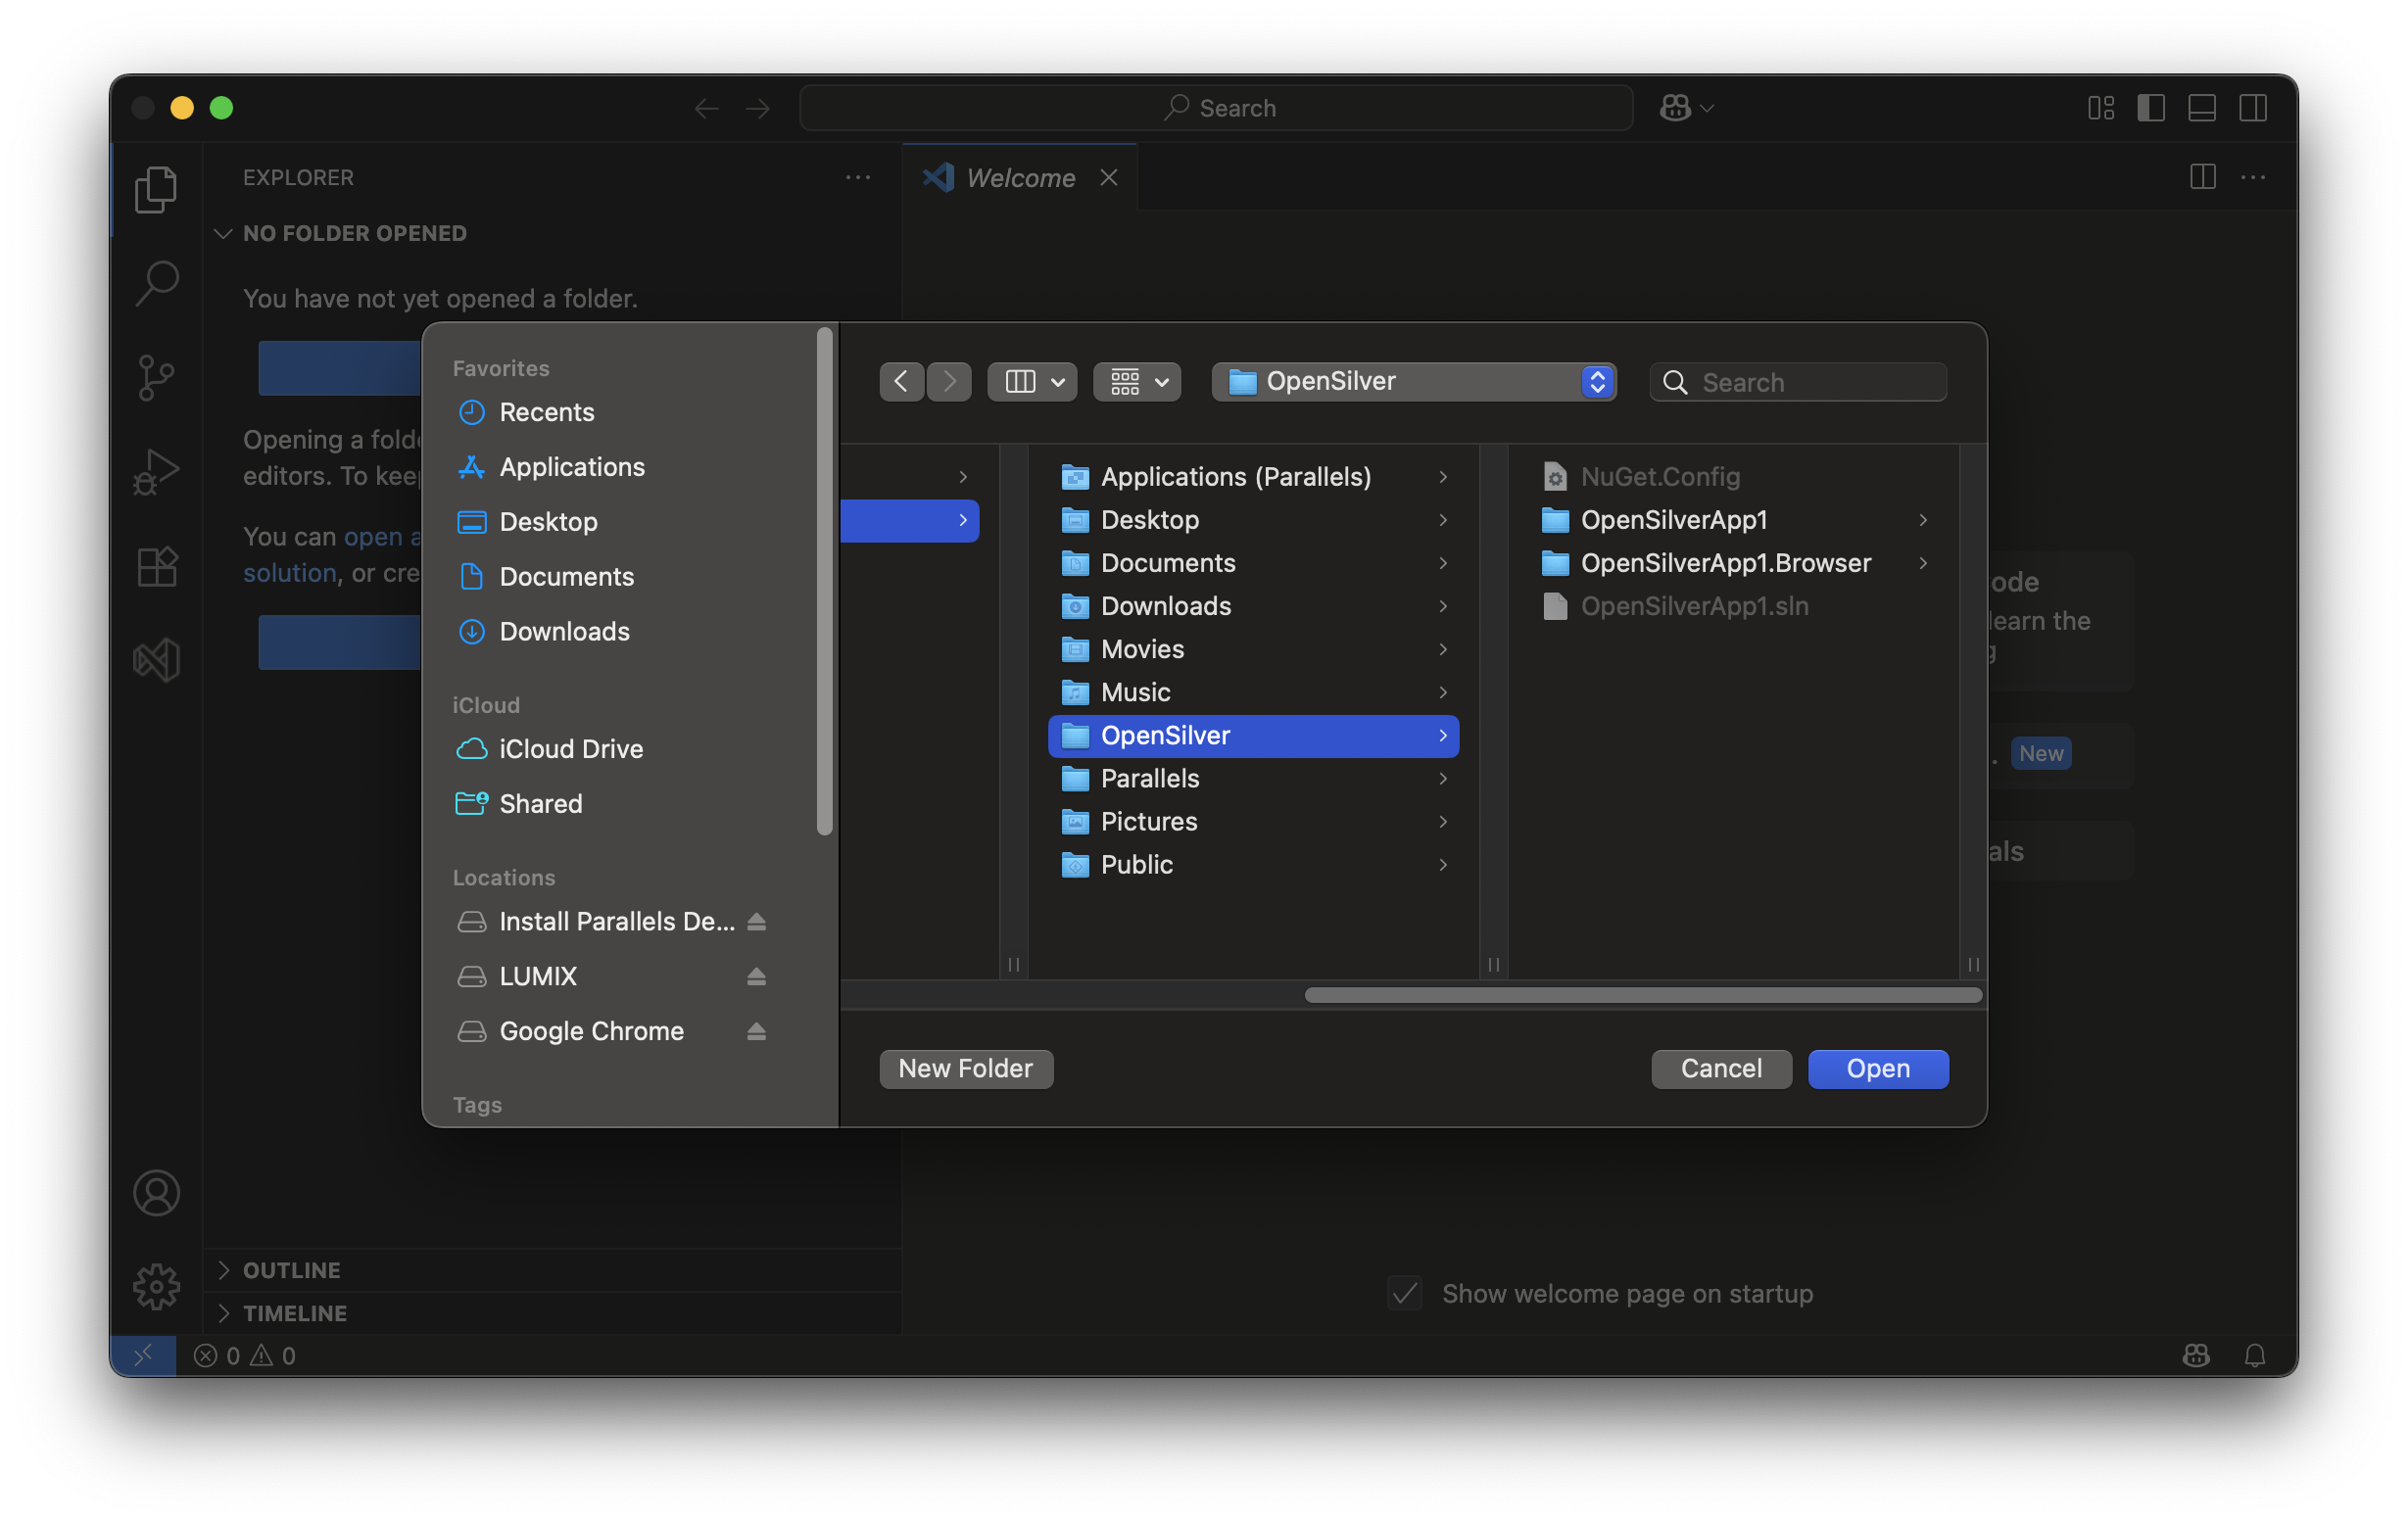 Search
EXPLORER
Welcome
NO FOLDER OPENED
You have not yet opened a folder.
Opening a
editors. To
You can open
solution, or
ode
learn the
New
als
Favorites
Recents
Applications
Desktop
Documents
Downloads
iCloud
iCloud Drive
Shared
Locations
Install Parallels De...
LUMIX
Google Chrome
Tags
OpenSilver
Search
Applications (Parallels)
Desktop
Documents
Downloads
Movies
Music
OpenSilver
Parallels
Pictures
Public
NuGet.Config
OpenSilverApp1
OpenSilverApp1.Browser
OpenSilverApp1.sln
New Folder
Cancel
Open
OUTLINE
TIMELINE
Show welcome page on startup
0 0